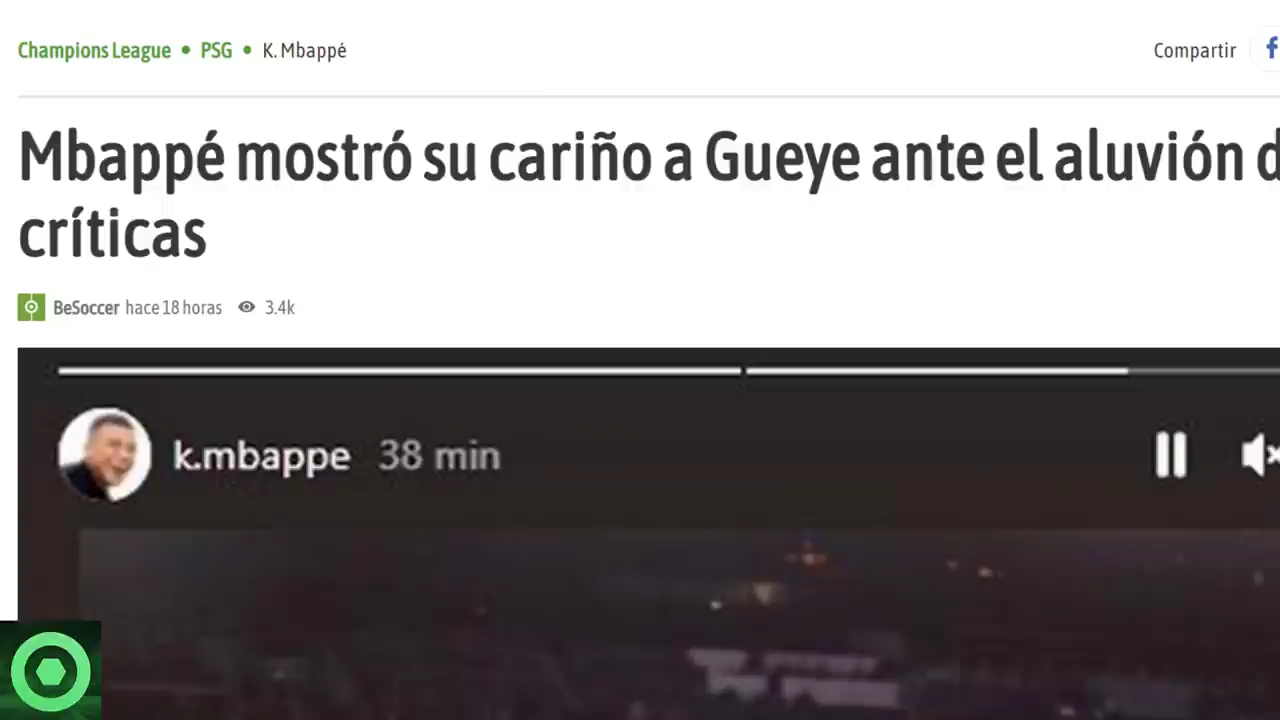 Champions League • PSG • K. Mbappé
Compartir
Mbappé mostró su cariño a Gueye ante el aluvión d
críticas
BeSoccer hace 18 horas 3.4k
k.mbappe 38 min